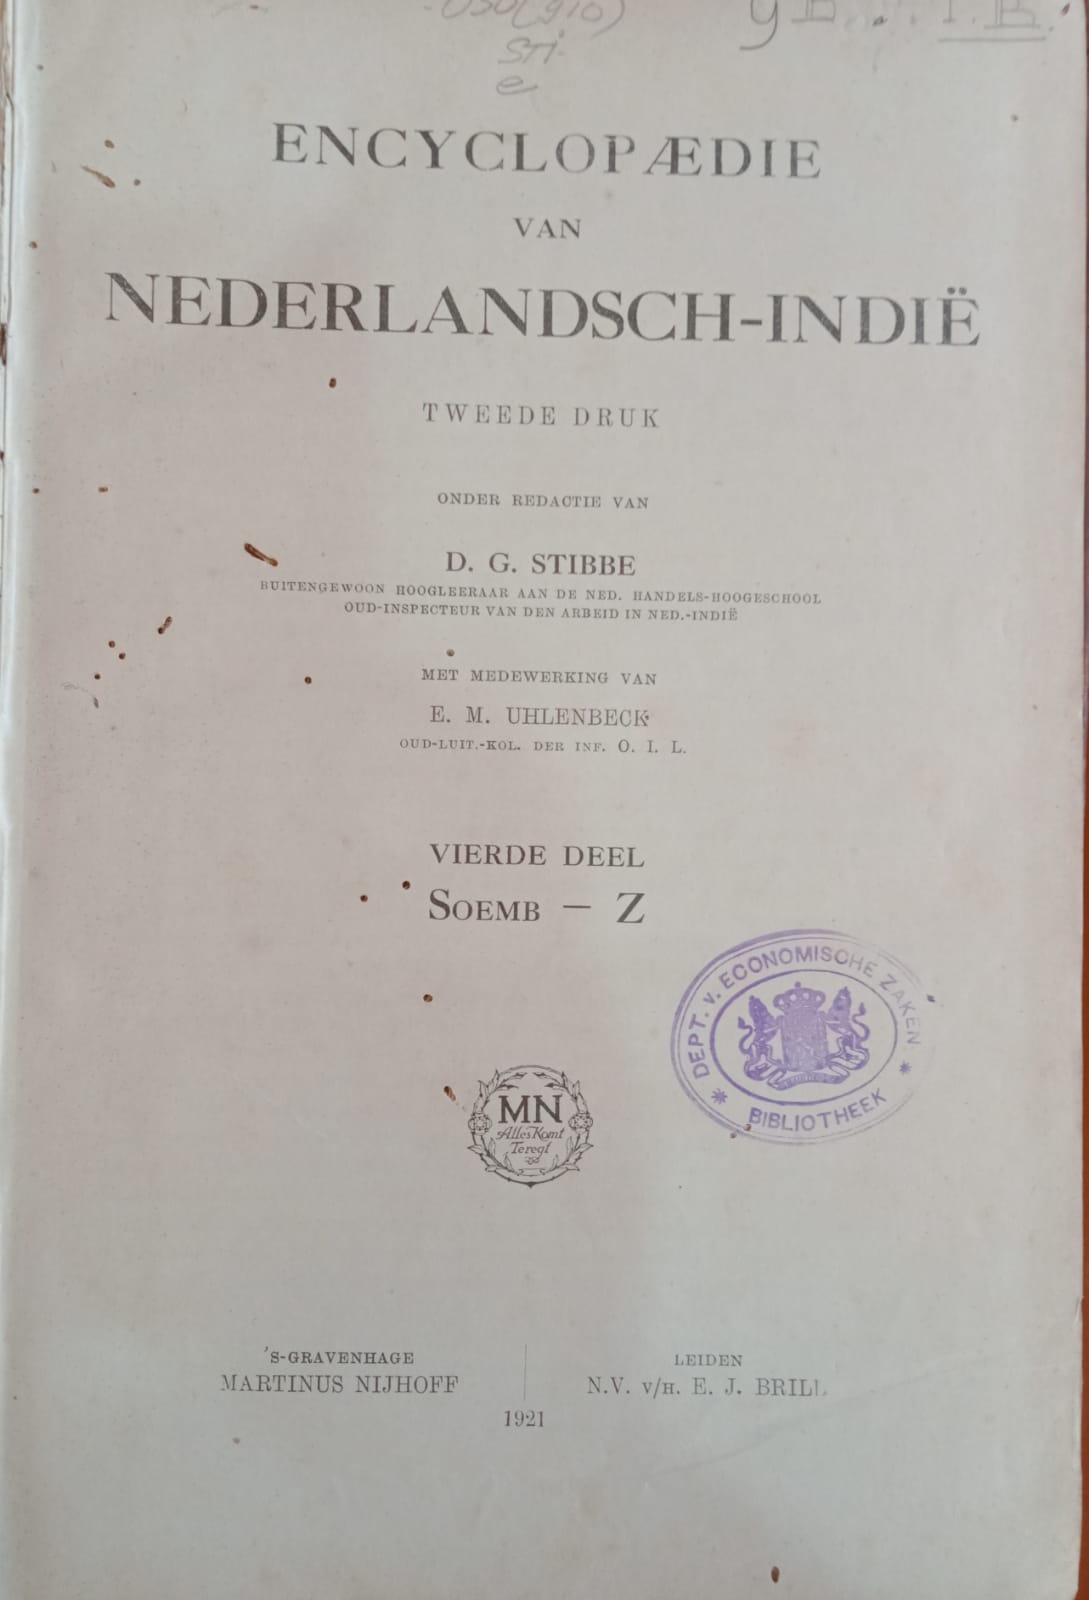 STI
e
ENCYCLOPÆDIE
VAN
NEDERLANDSCH-INDIË
TWEEDE DRUK
ONDER REDACTIE VAN
D. G. STIBBE
BUITENGEWOON HOOGLEERAAR AAN DE NED. HANDELS-HOOGESCHOOL
OUD-INSPECTEUR VAN DEN ARBEID IN NED.-INDIË
MET MEDEWERKING VAN
E. M. UHLENBECK
OUD-LUIT.-KOL. DER INF. O. I. L.
VIERDE DEEL
SOEMB — Z
DEPT. v. ECONOMISCHE ZAKEN
* BIBLIOTHEEK *
MN
Alles Komt
Teregt
'S-GRAVENHAGE
MARTINUS NIJHOFF
LEIDEN
N.V. v/H. E. J. BRILL
1921